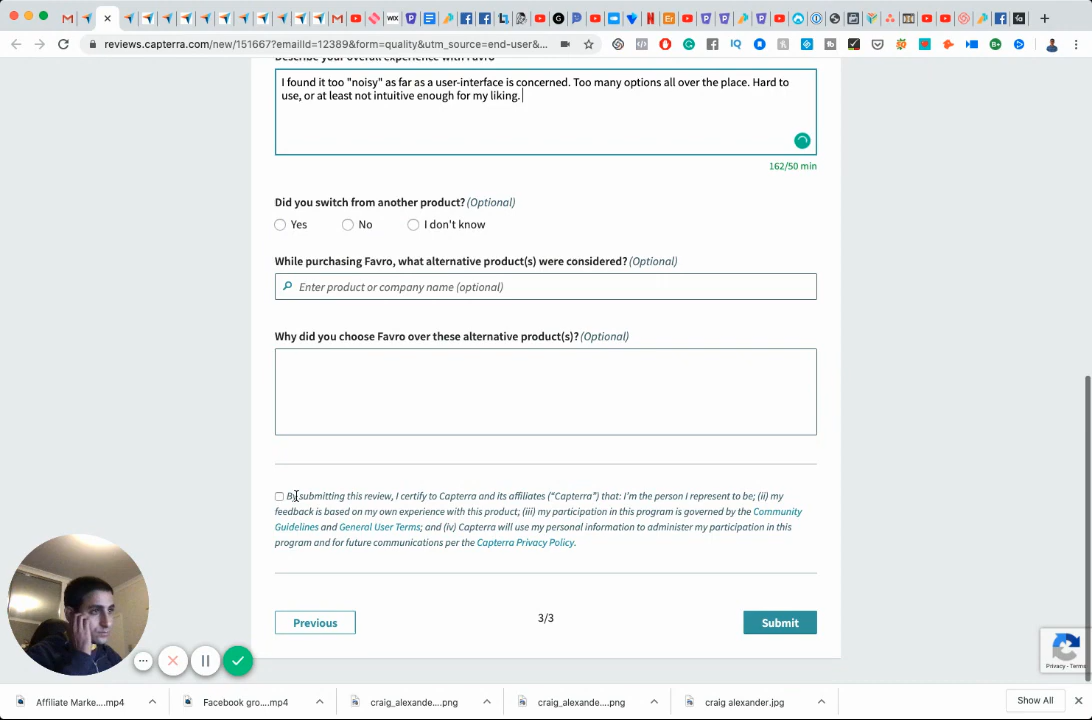 reviews.capterra.com/new/151667?emailId=12389&form=quality&utm_source=end-user&...
Describe your overall experience with Favro
I found it too "noisy" as far as a user-interface is concerned. Too many options all over the place. Hard to
use, or at least not intuitive enough for my liking.
162/50 min
Did you switch from another product? (Optional)
Yes No I don't know
While purchasing Favro, what alternative product(s) were considered? (Optional)
Enter product or company name (optional)
Why did you choose Favro over these alternative product(s)? (Optional)
By submitting this review, I certify to Capterra and its affiliates (“Capterra”) that: I'm the person I represent to be; (ii) my
feedback is based on my own experience with this product; (iii) my participation in this program is governed by the Community
Guidelines and General User Terms; and (iv) Capterra will use my personal information to administer my participation in this
program and for future communications per the Capterra Privacy Policy.
Previous 3/3 Submit
Privacy - Terms
Affiliate Marke....mp4 Facebook gro....mp4 craig_alexande....png craig_alexande....png craig alexander.jpg Show All